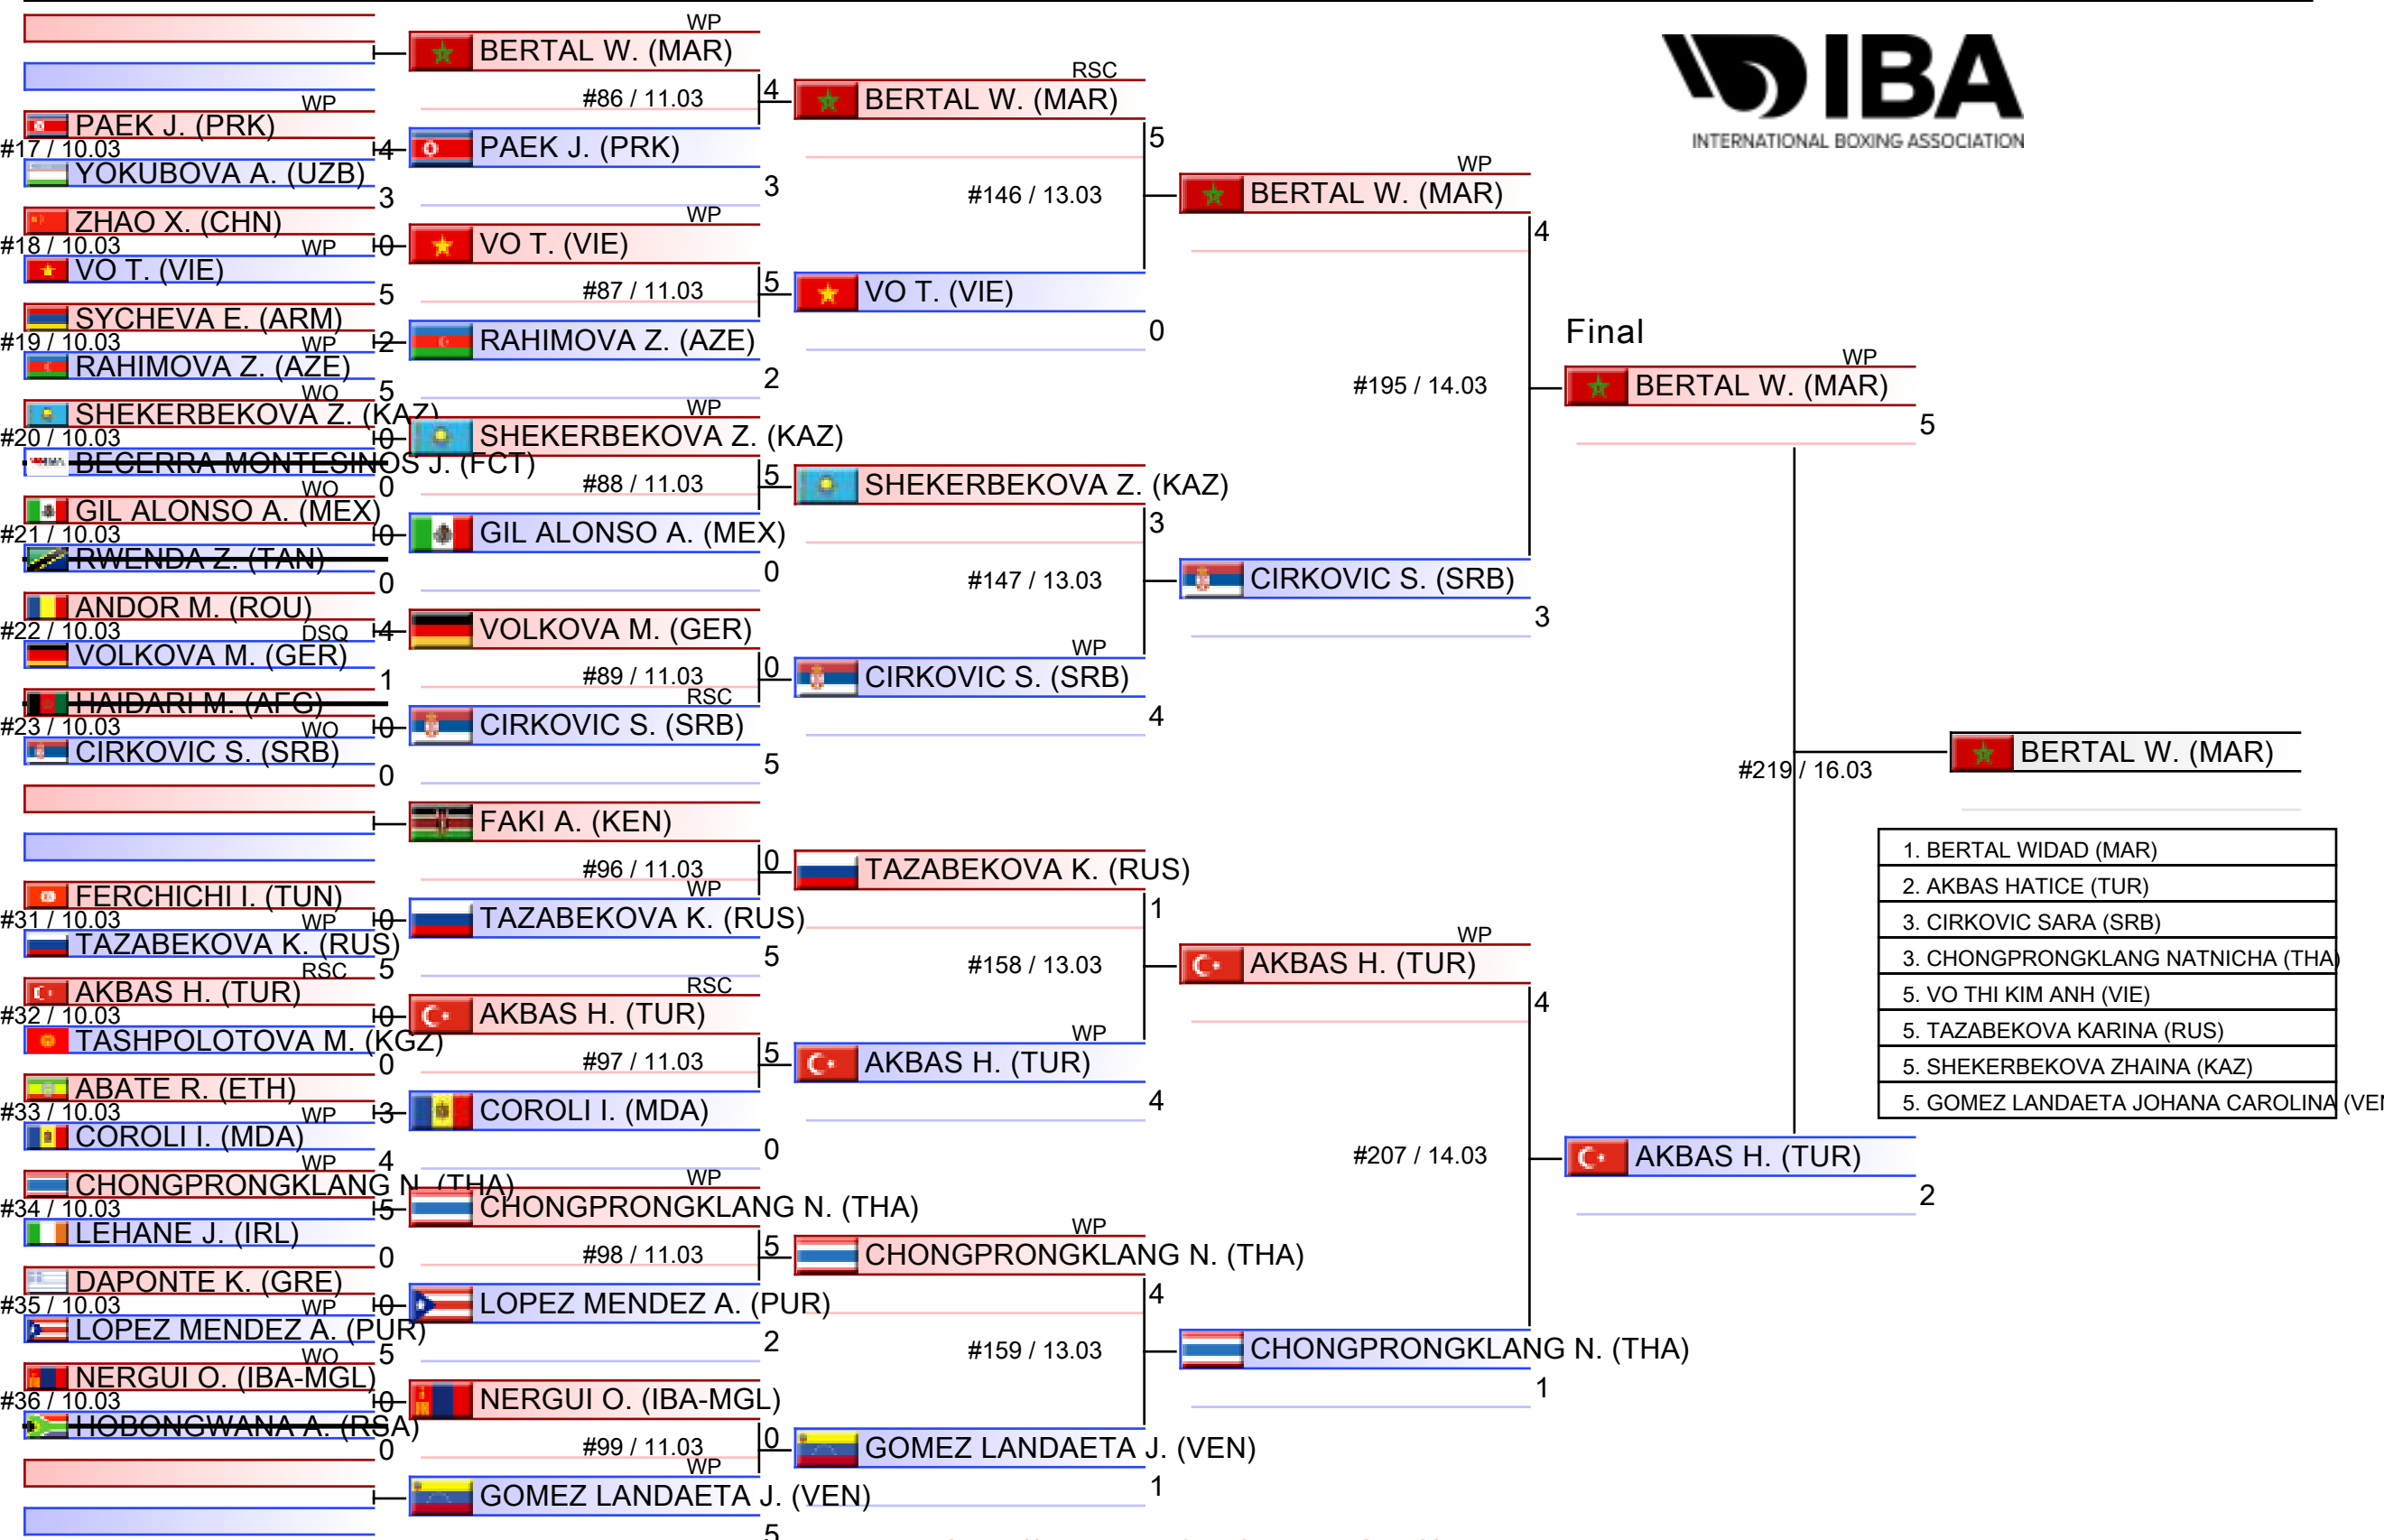 IBA
INTERNATIONAL BOXING ASSOCIATION
WP
PAEK J. (PRK)
#17 / 10.03
4
YOKUBOVA A. (UZB)
3
ZHAO X. (CHN)
#18 / 10.03
WP
0
VO T. (VIE)
5
SYCHEVA E. (ARM)
#19 / 10.03
WP
2
RAHIMOVA Z. (AZE)
5
WO
SHEKERBEKOVA Z. (KAZ)
#20 / 10.03
0
BECERRA MONTESINOS J. (FCT)
0
WO
GIL ALONSO A. (MEX)
#21 / 10.03
0
RWENDA Z. (TAN)
0
ANDOR M. (ROU)
#22 / 10.03
DSQ
4
VOLKOVA M. (GER)
1
HAIDARI M. (AFG)
#23 / 10.03
WO
0
CIRKOVIC S. (SRB)
0
FERCHICHI I. (TUN)
#31 / 10.03
WP
0
TAZABEKOVA K. (RUS)
5
RSC
AKBAS H. (TUR)
#32 / 10.03
0
TASHPOLOTOVA M. (KGZ)
0
ABATE R. (ETH)
#33 / 10.03
WP
3
COROLI I. (MDA)
4
WP
CHONGPRONGKLANG N. (THA)
#34 / 10.03
5
LEHANE J. (IRL)
0
DAPONTE K. (GRE)
#35 / 10.03
WP
0
LOPEZ MENDEZ A. (PUR)
5
WO
NERGUI O. (IBA-MGL)
#36 / 10.03
0
HOBONGWANA A. (RSA)
0
WP
BERTAL W. (MAR)
#86 / 11.03
4
PAEK J. (PRK)
3
WP
VO T. (VIE)
#87 / 11.03
5
RAHIMOVA Z. (AZE)
2
WP
SHEKERBEKOVA Z. (KAZ)
#88 / 11.03
5
GIL ALONSO A. (MEX)
0
VOLKOVA M. (GER)
#89 / 11.03
0
RSC
CIRKOVIC S. (SRB)
5
FAKI A. (KEN)
#96 / 11.03
0
WP
TAZABEKOVA K. (RUS)
5
RSC
AKBAS H. (TUR)
#97 / 11.03
5
COROLI I. (MDA)
0
WP
CHONGPRONGKLANG N. (THA)
#98 / 11.03
5
LOPEZ MENDEZ A. (PUR)
2
NERGUI O. (IBA-MGL)
#99 / 11.03
0
WP
GOMEZ LANDAETA J. (VEN)
5
RSC
BERTAL W. (MAR)
5
#146 / 13.03
VO T. (VIE)
0
SHEKERBEKOVA Z. (KAZ)
3
#147 / 13.03
WP
CIRKOVIC S. (SRB)
4
TAZABEKOVA K. (RUS)
1
#158 / 13.03
WP
AKBAS H. (TUR)
4
WP
CHONGPRONGKLANG N. (THA)
4
#159 / 13.03
GOMEZ LANDAETA J. (VEN)
1
WP
BERTAL W. (MAR)
4
#195 / 14.03
CIRKOVIC S. (SRB)
3
WP
AKBAS H. (TUR)
4
#207 / 14.03
CHONGPRONGKLANG N. (THA)
1
Final
WP
BERTAL W. (MAR)
5
#219 / 16.03
AKBAS H. (TUR)
2
BERTAL W. (MAR)
1. BERTAL WIDAD (MAR)
2. AKBAS HATICE (TUR)
3. CIRKOVIC SARA (SRB)
3. CHONGPRONGKLANG NATNICHA (THA)
5. VO THI KIM ANH (VIE)
5. TAZABEKOVA KARINA (RUS)
5. SHEKERBEKOVA ZHAINA (KAZ)
5. GOMEZ LANDAETA JOHANA CAROLINA (VE